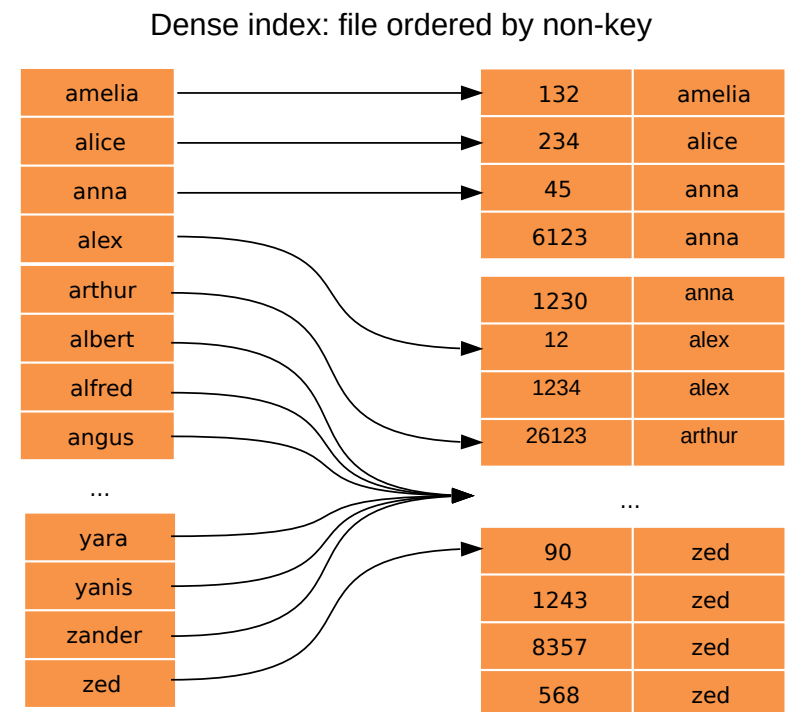 Dense index: file ordered by non-key
amelia
alice
anna
alex
arthur
albert
alfred
angus
...
yara
yanis
zander
zed
132 amelia
234 alice
45 anna
6123 anna
1230 anna
12 alex
1234 alex
26123 arthur
...
90 zed
1243 zed
8357 zed
568 zed